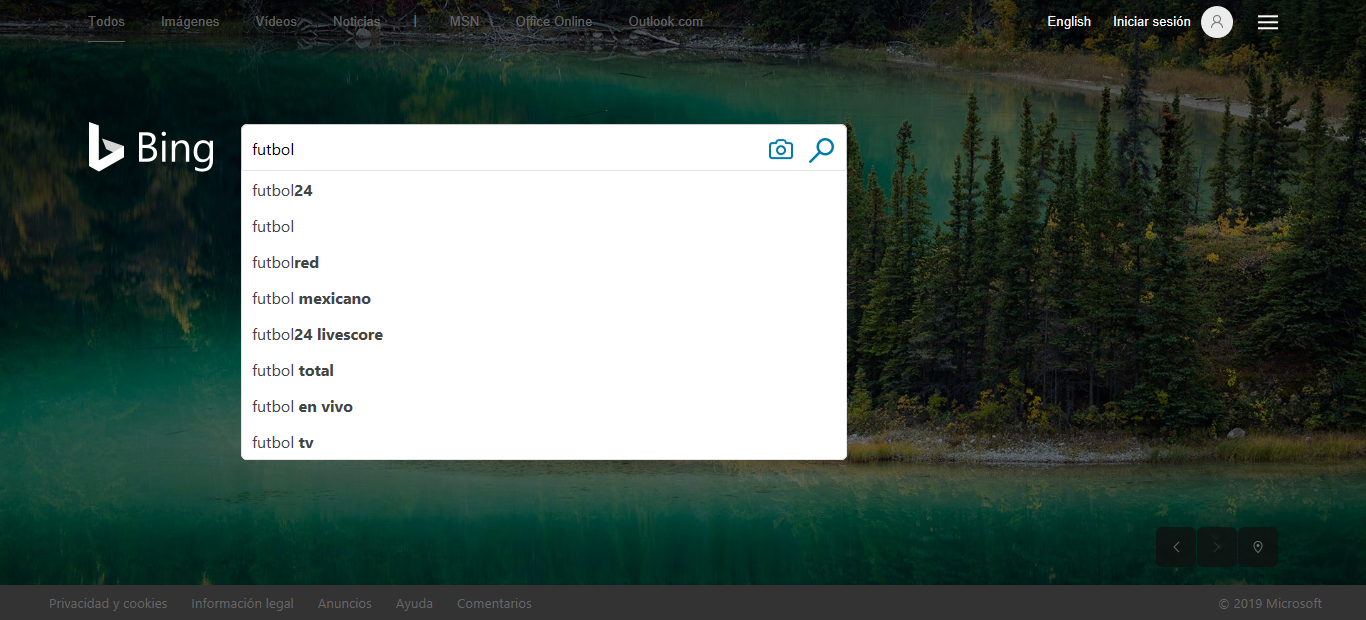 Todos Imágenes Vídeos Noticias | MSN Office Online Outlook.com English Iniciar sesión
Bing
futbol
futbol24
futbol
futbolred
futbol mexicano
futbol24 livescore
futbol total
futbol en vivo
futbol tv
Privacidad y cookies Información legal Anuncios Ayuda Comentarios © 2019 Microsoft